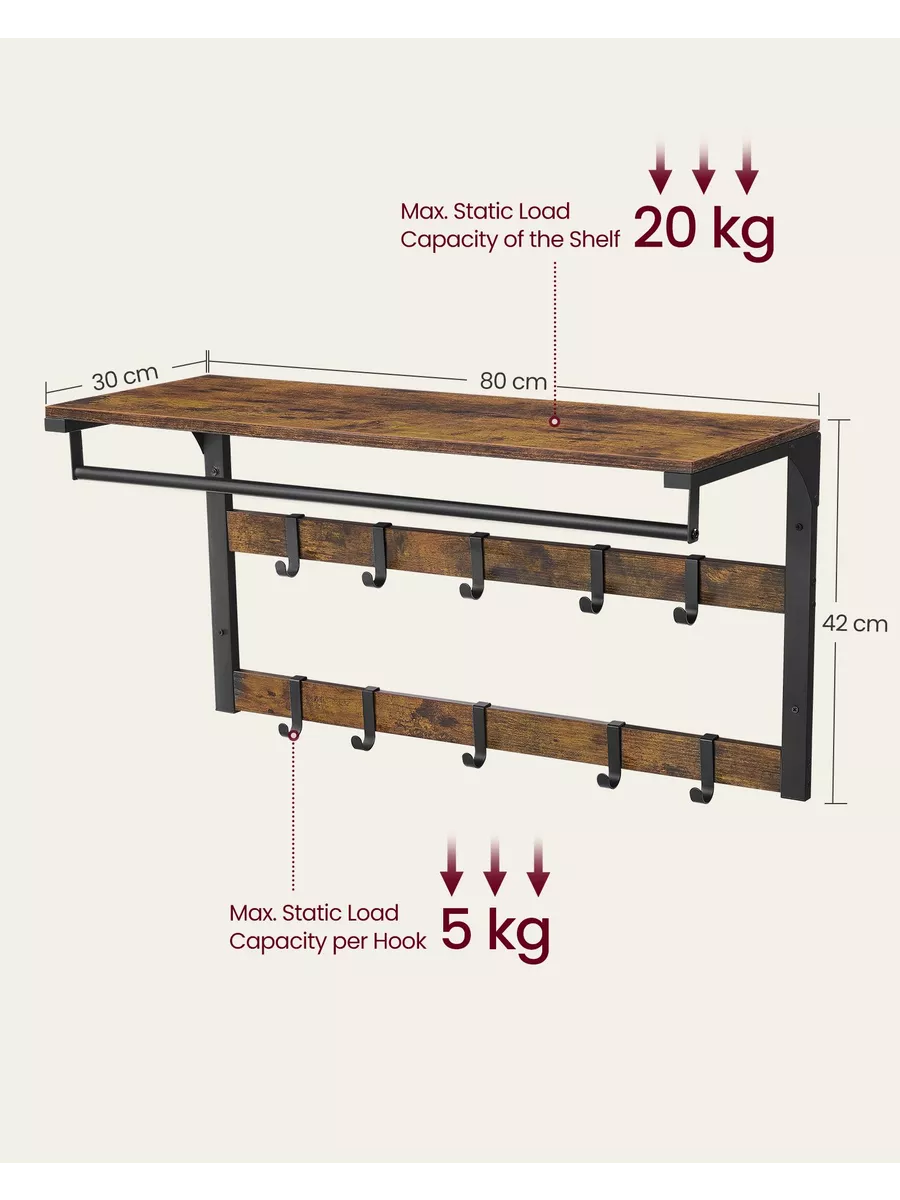 Max. Static Load
Capacity of the Shelf
20 kg
30 cm
80 cm
42 cm
Max. Static Load
Capacity per Hook
5 kg